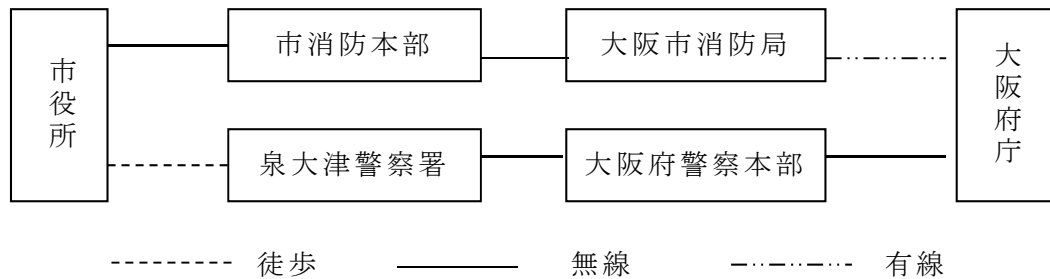 市役所
市消防本部
大阪市消防局
大阪府庁
泉大津警察署
大阪府警察本部
徒歩
無線
有線